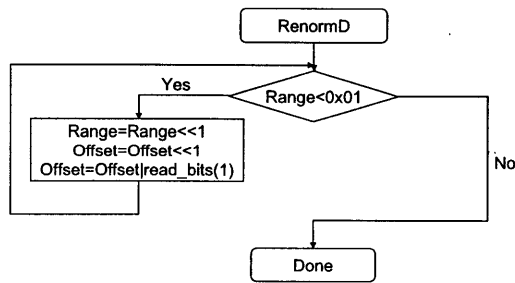 RenormD
Range<0x01
Yes
Range=Range<<1
Offset=Offset<<1
Offset=Offset|read_bits(1)
No
Done